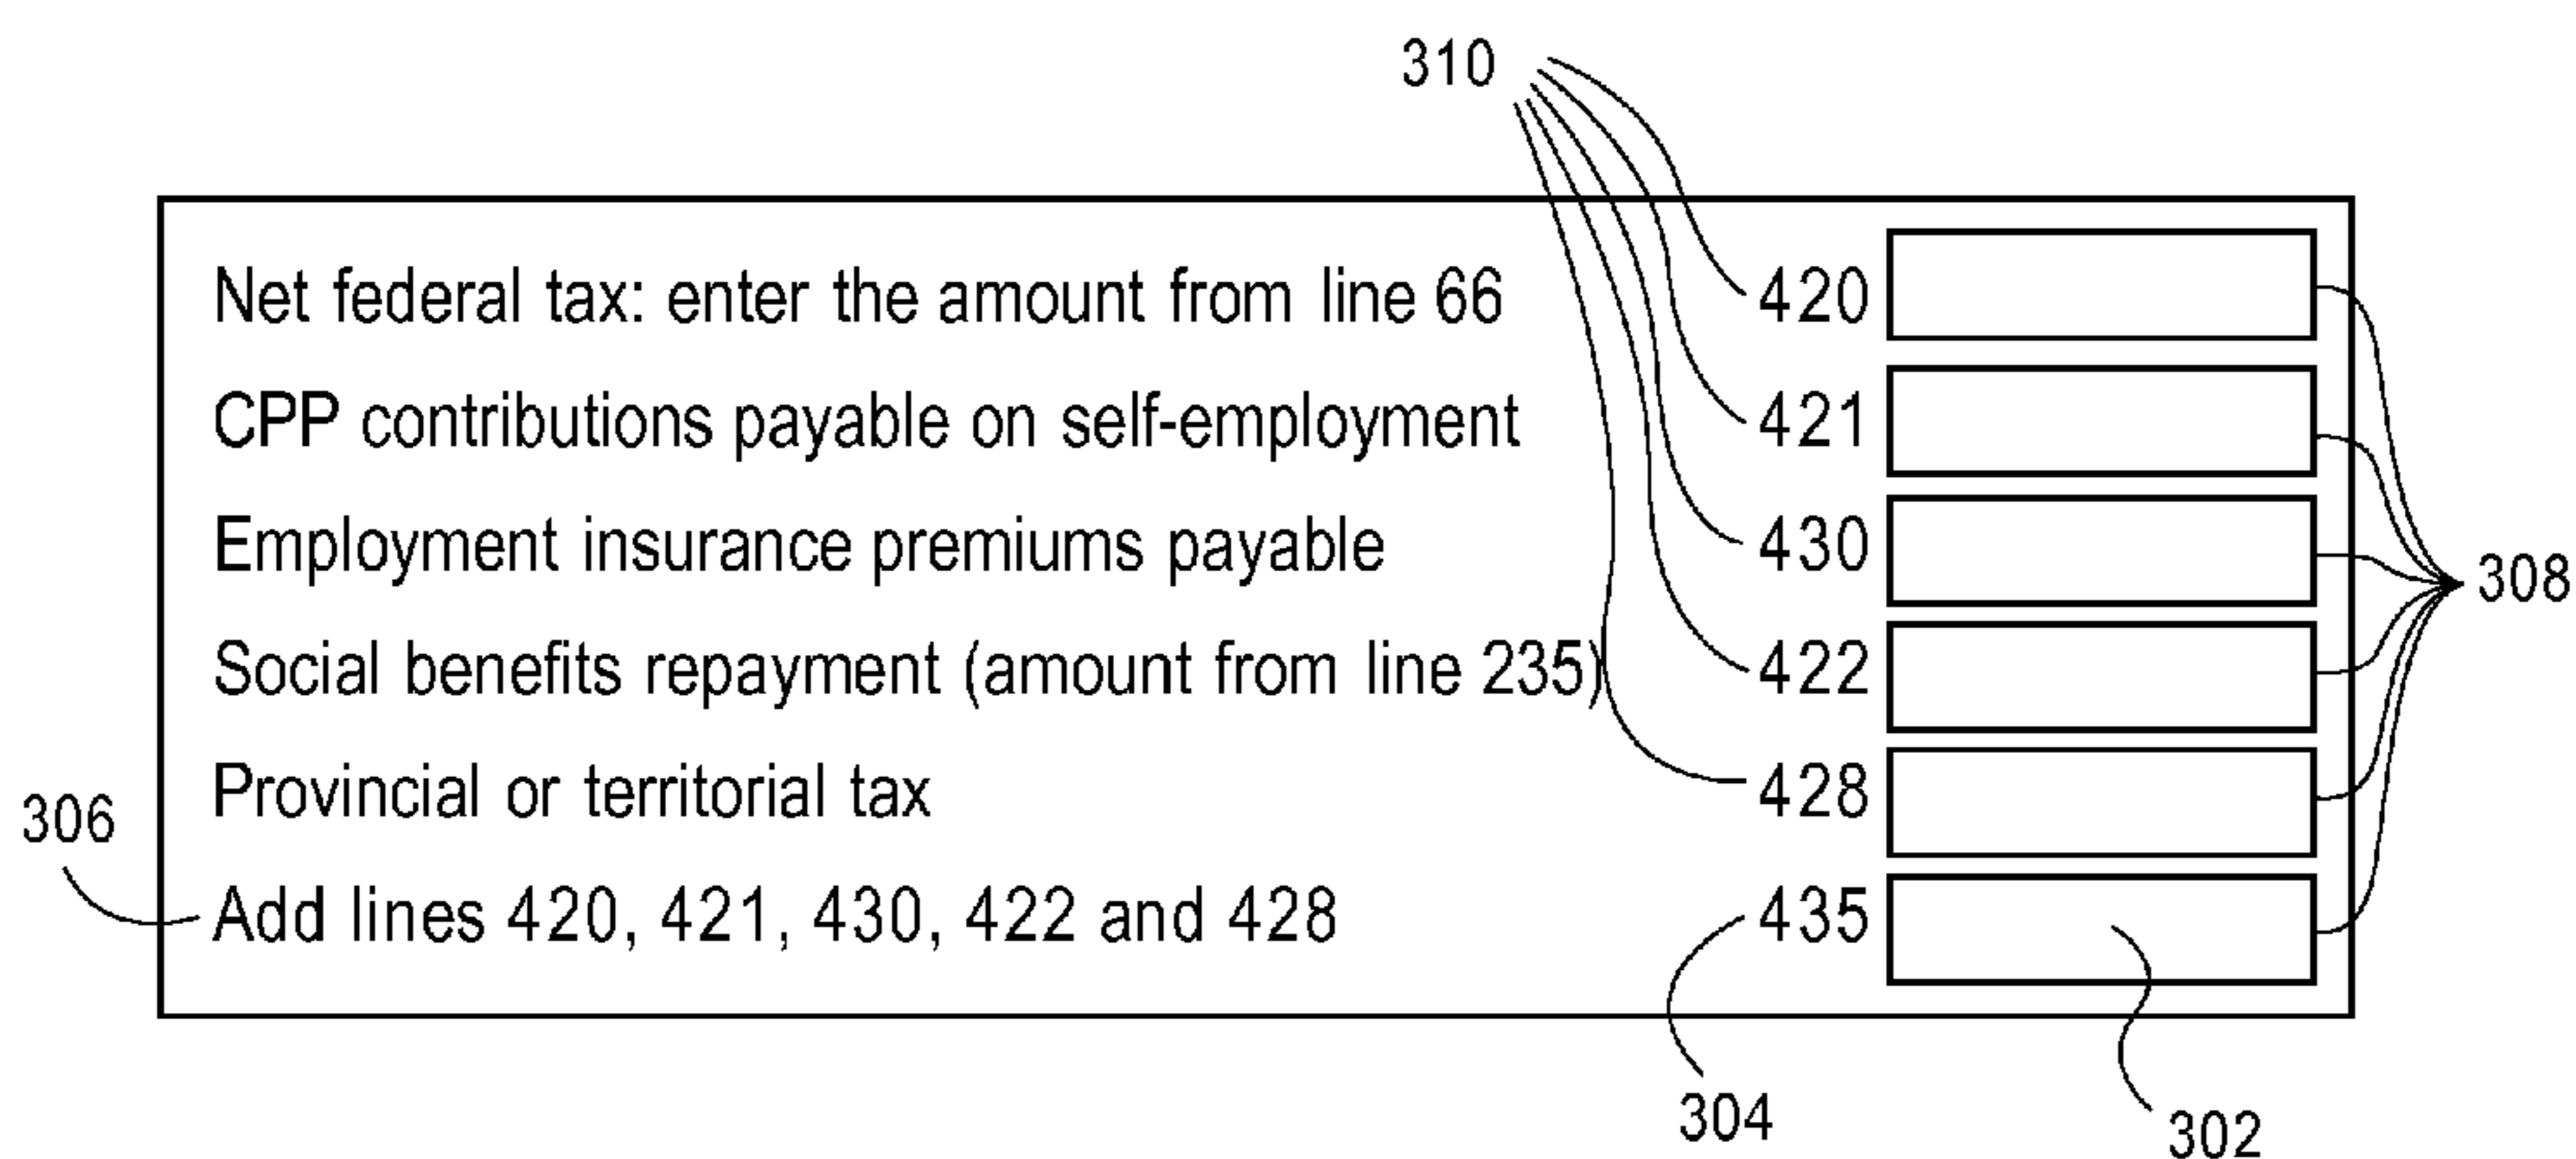 310
Net federal tax: enter the amount from line 66 420
CPP contributions payable on self-employment 421
Employment insurance premiums payable 430
308
Social benefits repayment (amount from line 235) 422
Provincial or territorial tax 428
306
Add lines 420, 421, 430, 422 and 428 435
304
302